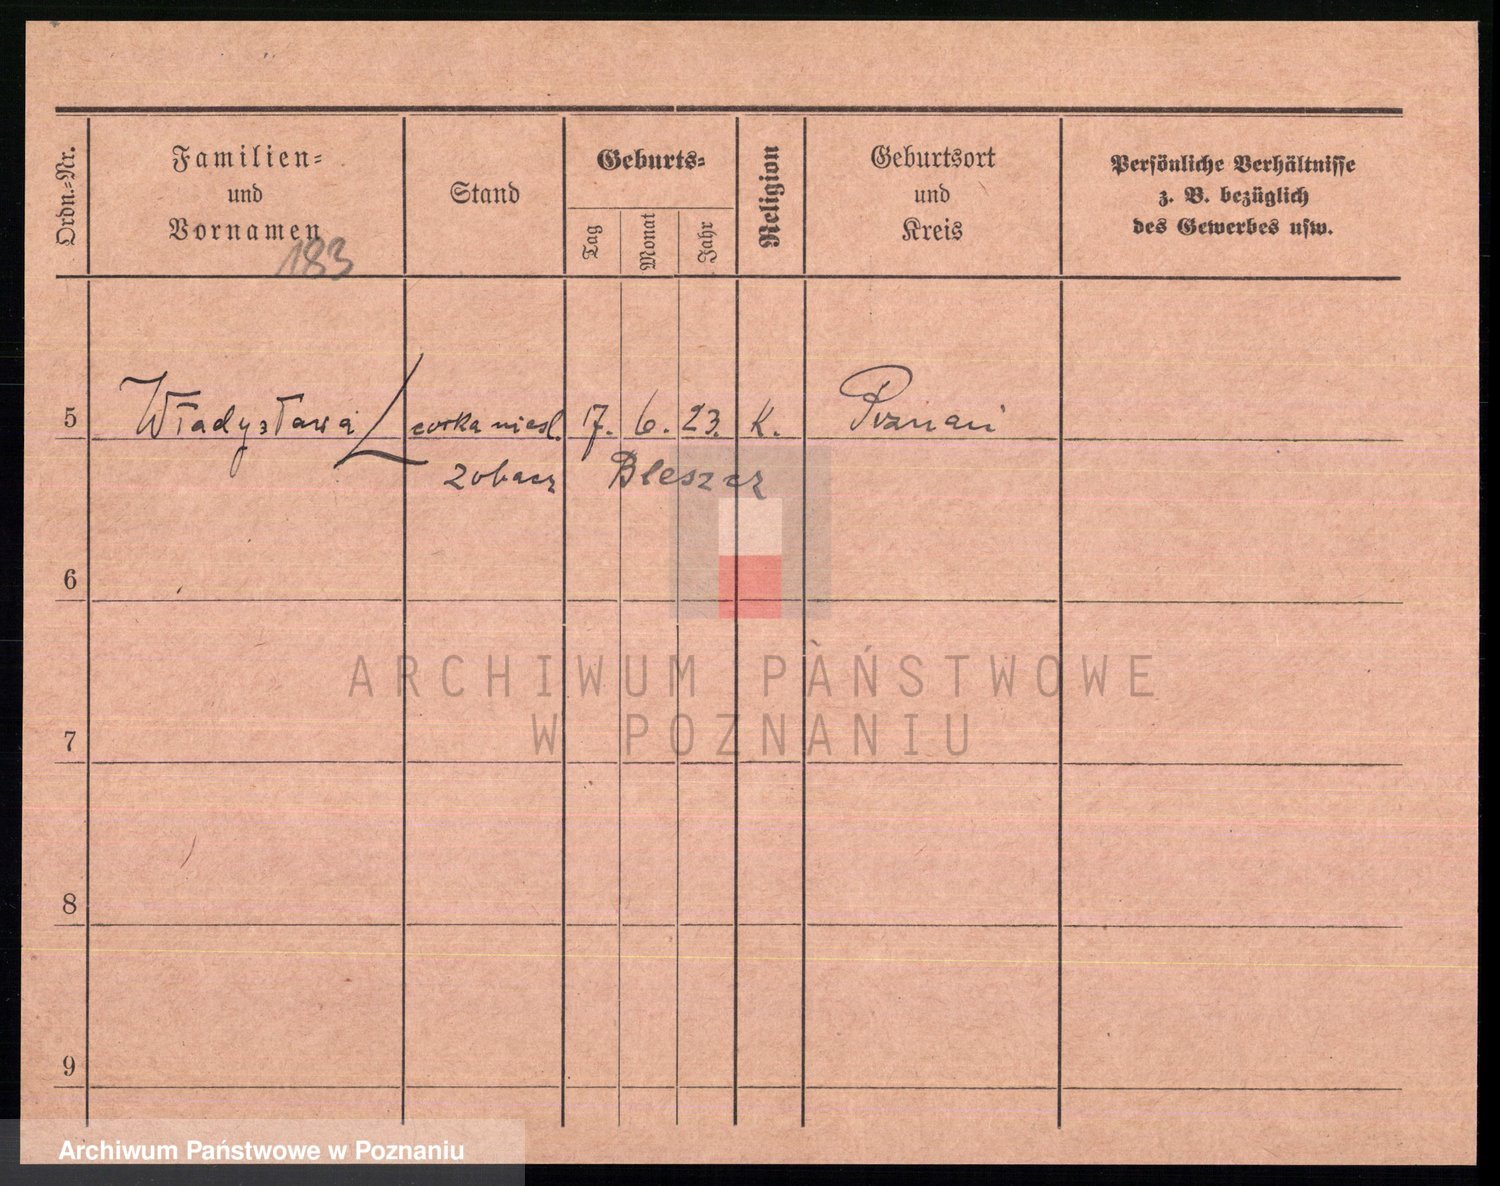 Ordn.-Nr.
Familien-
und
Vornamen
183
Stand
Geburts-
Tag
Monat
Jahr
Religion
Geburtsort
und
Kreis
Persönliche Verhältnisse
z. B. bezüglich
des Gewerbes usw.
5 Władysława córka nieśl. 17. 6. 23. K. Poznań
zobacz Bleszcz
6
ARCHIWUM PAŃSTWOWE
W POZNANIU
7
8
9
Archiwum Państwowe w Poznaniu